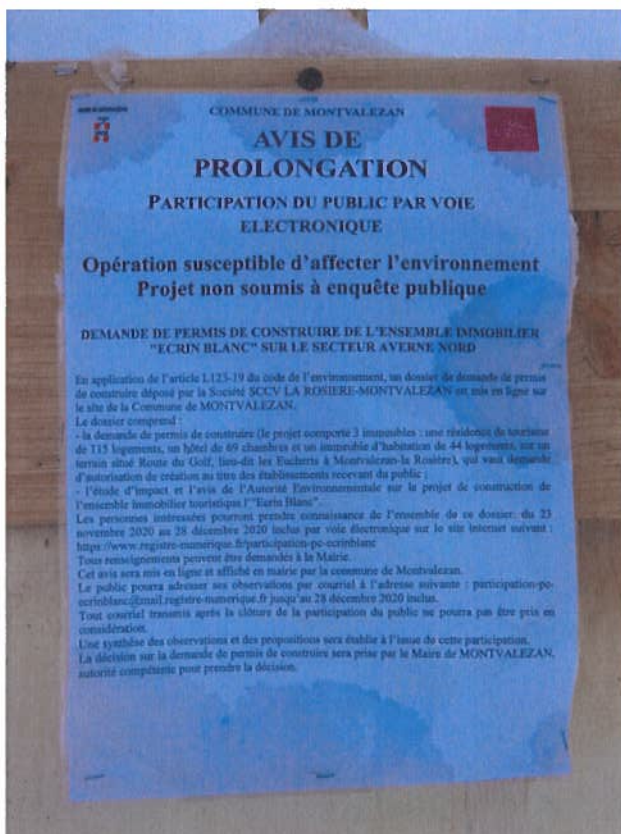 COMMUNE DE MONTVALEZAN
AVIS DE
PROLONGATION
PARTICIPATION DU PUBLIC PAR VOIE
ELECTRONIQUE
Opération susceptible d'affecter l'environnement
Projet non soumis à enquête publique
DEMANDE DE PERMIS DE CONSTRUIRE DE L'ENSEMBLE IMMOBILIER
"ECRIN BLANC" SUR LE SECTEUR AVERNE NORD
En application de l'article L123-19 du code de l'environnement, un dossier de demande de permis
de construire déposé par la Société SCCV LA ROSIERE-MONTVALEZAN est mis en ligne sur
le site de la Commune de MONTVALEZAN.
Le dossier comprend :
- la demande de permis de construire (le projet comporte 3 immeubles : une résidence de tourisme
de 115 logements, un hôtel de 69 chambres et un immeuble d'habitation de 44 logements, sur un
terrain situé Route du Golf, lieu-dit les Eucherts à Montvalezan-la Rosière), qui vaut demande
d'autorisation de création au titre des établissements recevant du public ;
- l'étude d'impact et l'avis de l'Autorité Environnementale sur le projet de construction de
l'ensemble immobilier touristique l'"Ecrin Blanc".
Les personnes intéressées pourront prendre connaissance de l'ensemble de ce dossier, du 23
novembre 2020 au 28 décembre 2020 inclus par voie électronique sur le site internet suivant :
https://www.registre-numerique.fr/participation-pc-ecrinblanc
Tous renseignements peuvent être demandés à la Mairie.
Cet avis sera mis en ligne et affiché en mairie par la commune de Montvalezan.
Le public pourra adresser ses observations par courriel à l'adresse suivante : participation-pc-
ecrinblanc@mail.registre-numerique.fr jusqu'au 28 décembre 2020 inclus.
Tout courriel transmis après la clôture de la participation du public ne pourra pas être pris en
considération.
Une synthèse des observations et des propositions sera établie à l'issue de cette participation.
La décision sur la demande de permis de construire sera prise par le Maire de MONTVALEZAN,
autorité compétente pour prendre la décision.